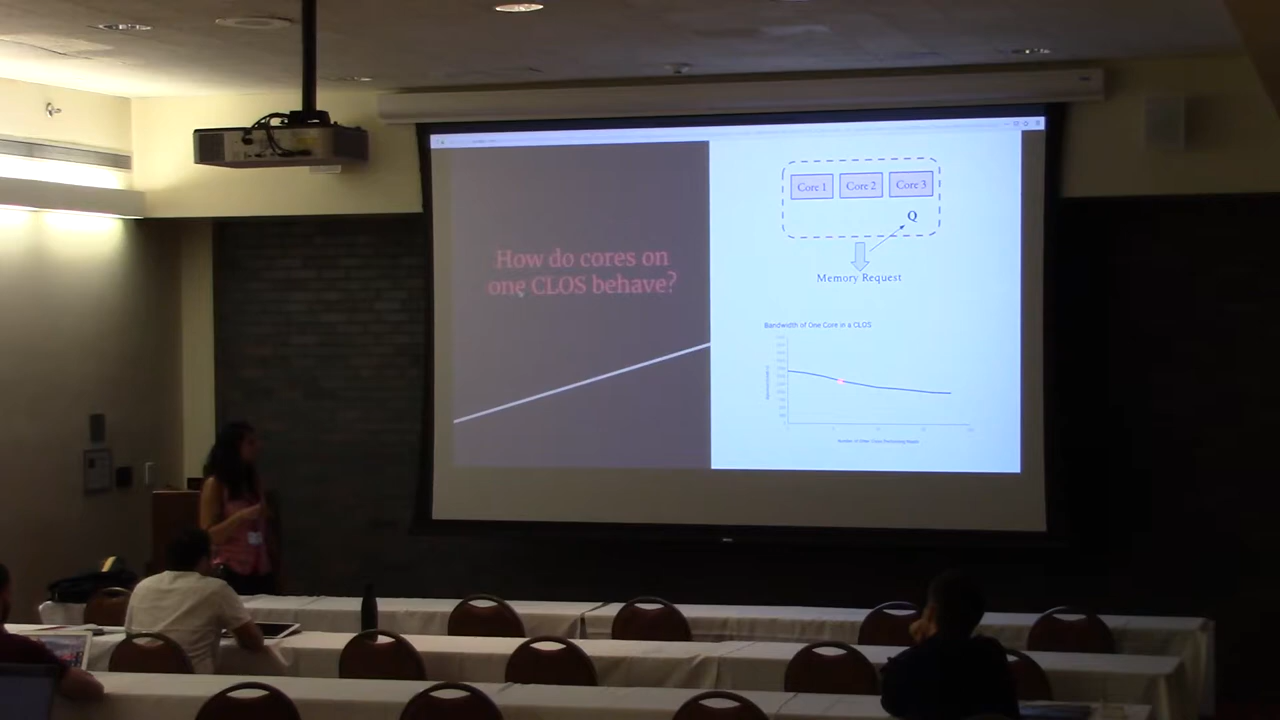 How do cores on
one CLOS behave?
Core 1
Core 2
Core 3
Q
Memory Request
Bandwidth of One Core in a CLOS